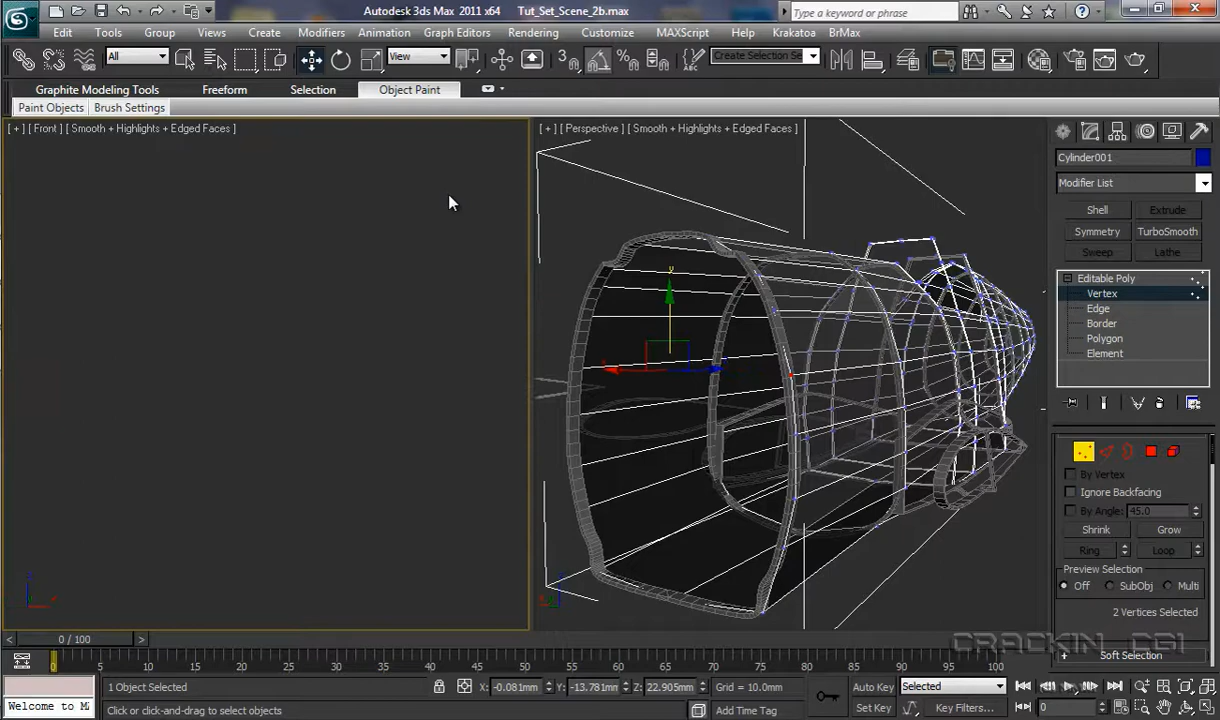 Autodesk 3ds Max 2011 x64 Tut_Set_Scene_2b.max
Type a keyword or phrase
Edit Tools Group Views Create Modifiers Animation Graph Editors Rendering Customize MAXScript Help Krakatoa BrMax
All View 3 Create Selection Se
Graphite Modeling Tools Freeform Selection Object Paint
Paint Objects Brush Settings
[ + ] [ Front ] [ Smooth + Highlights + Edged Faces ]
[ + ] [ Perspective ] [ Smooth + Highlights + Edged Faces ]
Cylinder001
Modifier List
Shell Extrude
Symmetry TurboSmooth
Sweep Lathe
Editable Poly
Vertex
Edge
Border
Polygon
Element
By Vertex
Ignore Backfacing
By Angle: 45.0
Shrink Grow
Ring Loop
Preview Selection
Off SubObj Multi
2 Vertices Selected
CRACKIN CGI
Soft Selection
y
< 0 / 100 >
0 5 10 15 20 25 30 35 40 45 50 55 60 65 70 75 80 85 90 95 100
1 Object Selected X: -0.081mm Y: -13.781mm Z: 22.905mm Grid = 10.0mm Auto Key Selected
Welcome to M Click or click-and-drag to select objects Add Time Tag Set Key Key Filters... 0